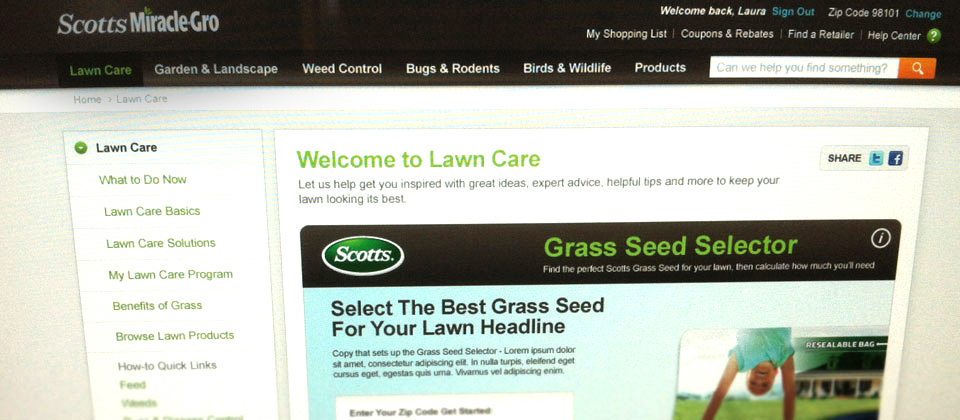 Scotts Miracle-Gro
Welcome back, Laura Sign Out Zip Code 98101 Change
My Shopping List | Coupons & Rebates | Find a Retailer | Help Center ?
Lawn Care Garden & Landscape Weed Control Bugs & Rodents Birds & Wildlife Products Can we help you find something?
Home > Lawn Care
Lawn Care
What to Do Now
Lawn Care Basics
Lawn Care Solutions
My Lawn Care Program
Benefits of Grass
Browse Lawn Products
How-to Quick Links
Feed
Weeds
Welcome to Lawn Care
SHARE
Let us help get you inspired with great ideas, expert advice, helpful tips and more to keep your
lawn looking its best.
Scotts.
Grass Seed Selector
Find the perfect Scotts Grass Seed for your lawn, then calculate how much you'll need
Select The Best Grass Seed
For Your Lawn Headline
Copy that sets up the Grass Seed Selector - Lorem ipsum dolor
sit amet, consectetur adipiscing elit. In nulla turpis, eleifend eget
cursus eget, egestas quis urna. Vivamus vel adipiscing enim.
RESEALABLE BAG
Enter Your Zip Code Get Started